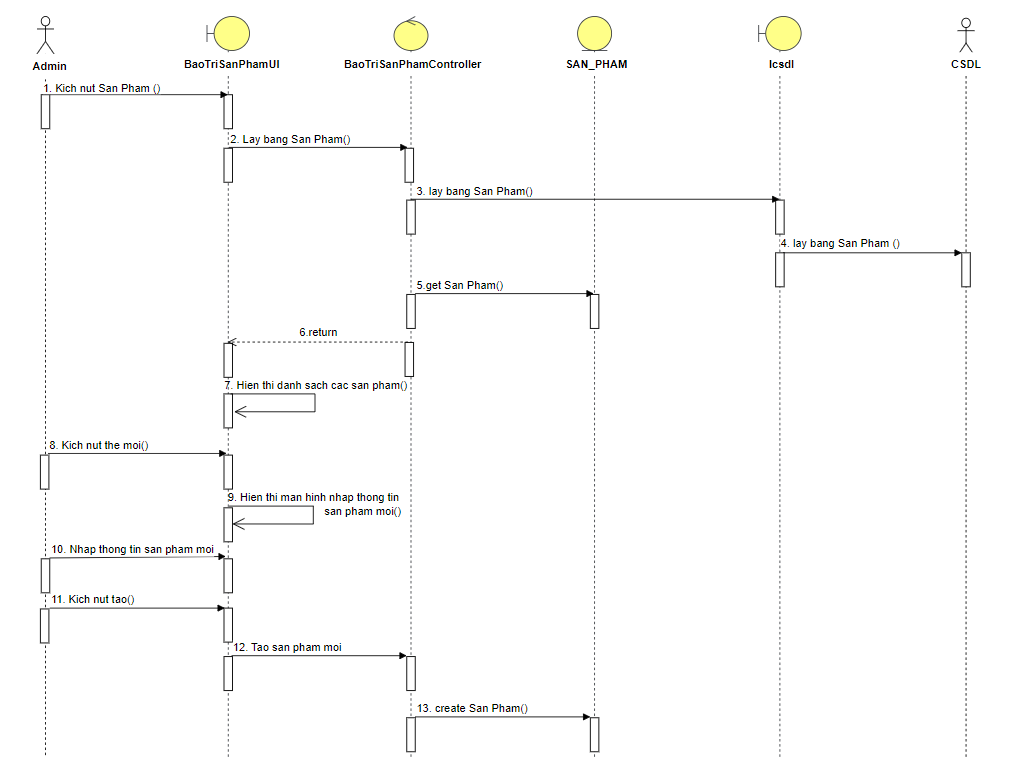 Admin
BaoTriSanPhamUI
BaoTriSanPhamController
SAN_PHAM
Icsdl
CSDL
1. Kich nut San Pham ()
2. Lay bang San Pham()
3. lay bang San Pham()
4. lay bang San Pham ()
5.get San Pham()
6.return
7. Hien thi danh sach cac san pham()
8. Kich nut the moi()
9. Hien thi man hinh nhap thong tin
san pham moi()
10. Nhap thong tin san pham moi
11. Kich nut tao()
12. Tao san pham moi
13. create San Pham()